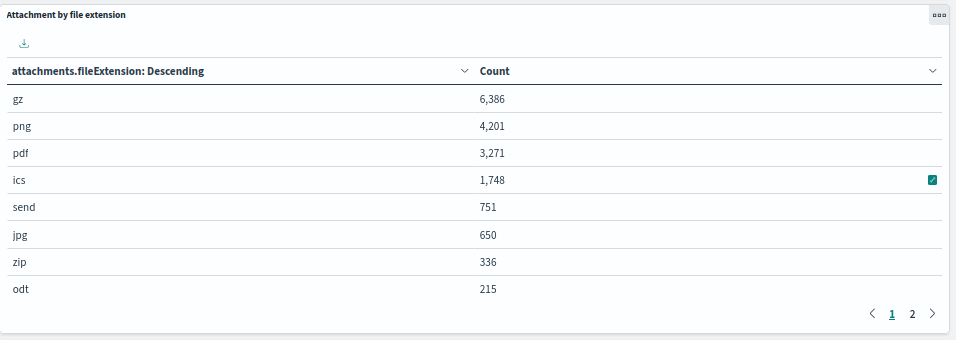 Attachment by file extension
attachments.fileExtension: Descending Count
gz 6,386
png 4,201
pdf 3,271
ics 1,748
send 751
jpg 650
zip 336
odt 215
1 2